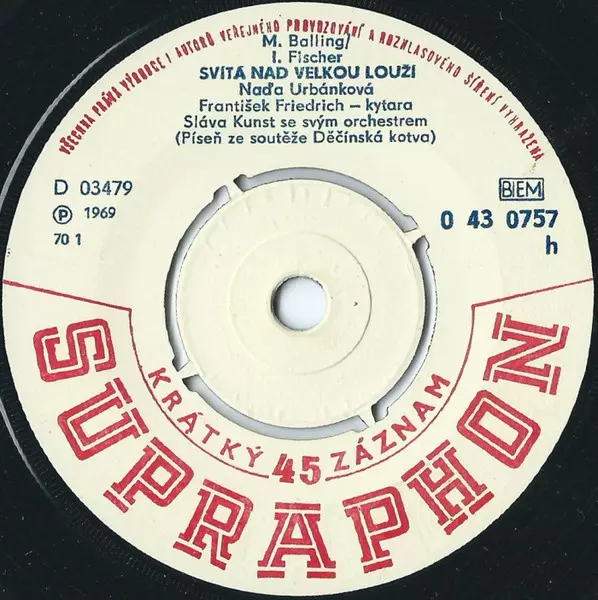 VŠECHNA PRÁVA VÝROBCE I AUTORŮ VEŘEJNÉHO PROVOZOVÁNÍ A ROZHLASOVÉHO ŠÍŘENÍ VYHRAŽENA
M. Balling/
I. Fischer
SVÍTÁ NAD VELKOU LOUŽÍ
Naďa Urbánková
František Friedrich – kytara
Sláva Kunst se svým orchestrem
(Píseň ze soutěže Děčínská kotva)
D 03479
Ⓟ 1969
70 1
BIEM
0 43 0757
h
KRÁTKÝ 45 ZÁZNAM
SUPRAPHON